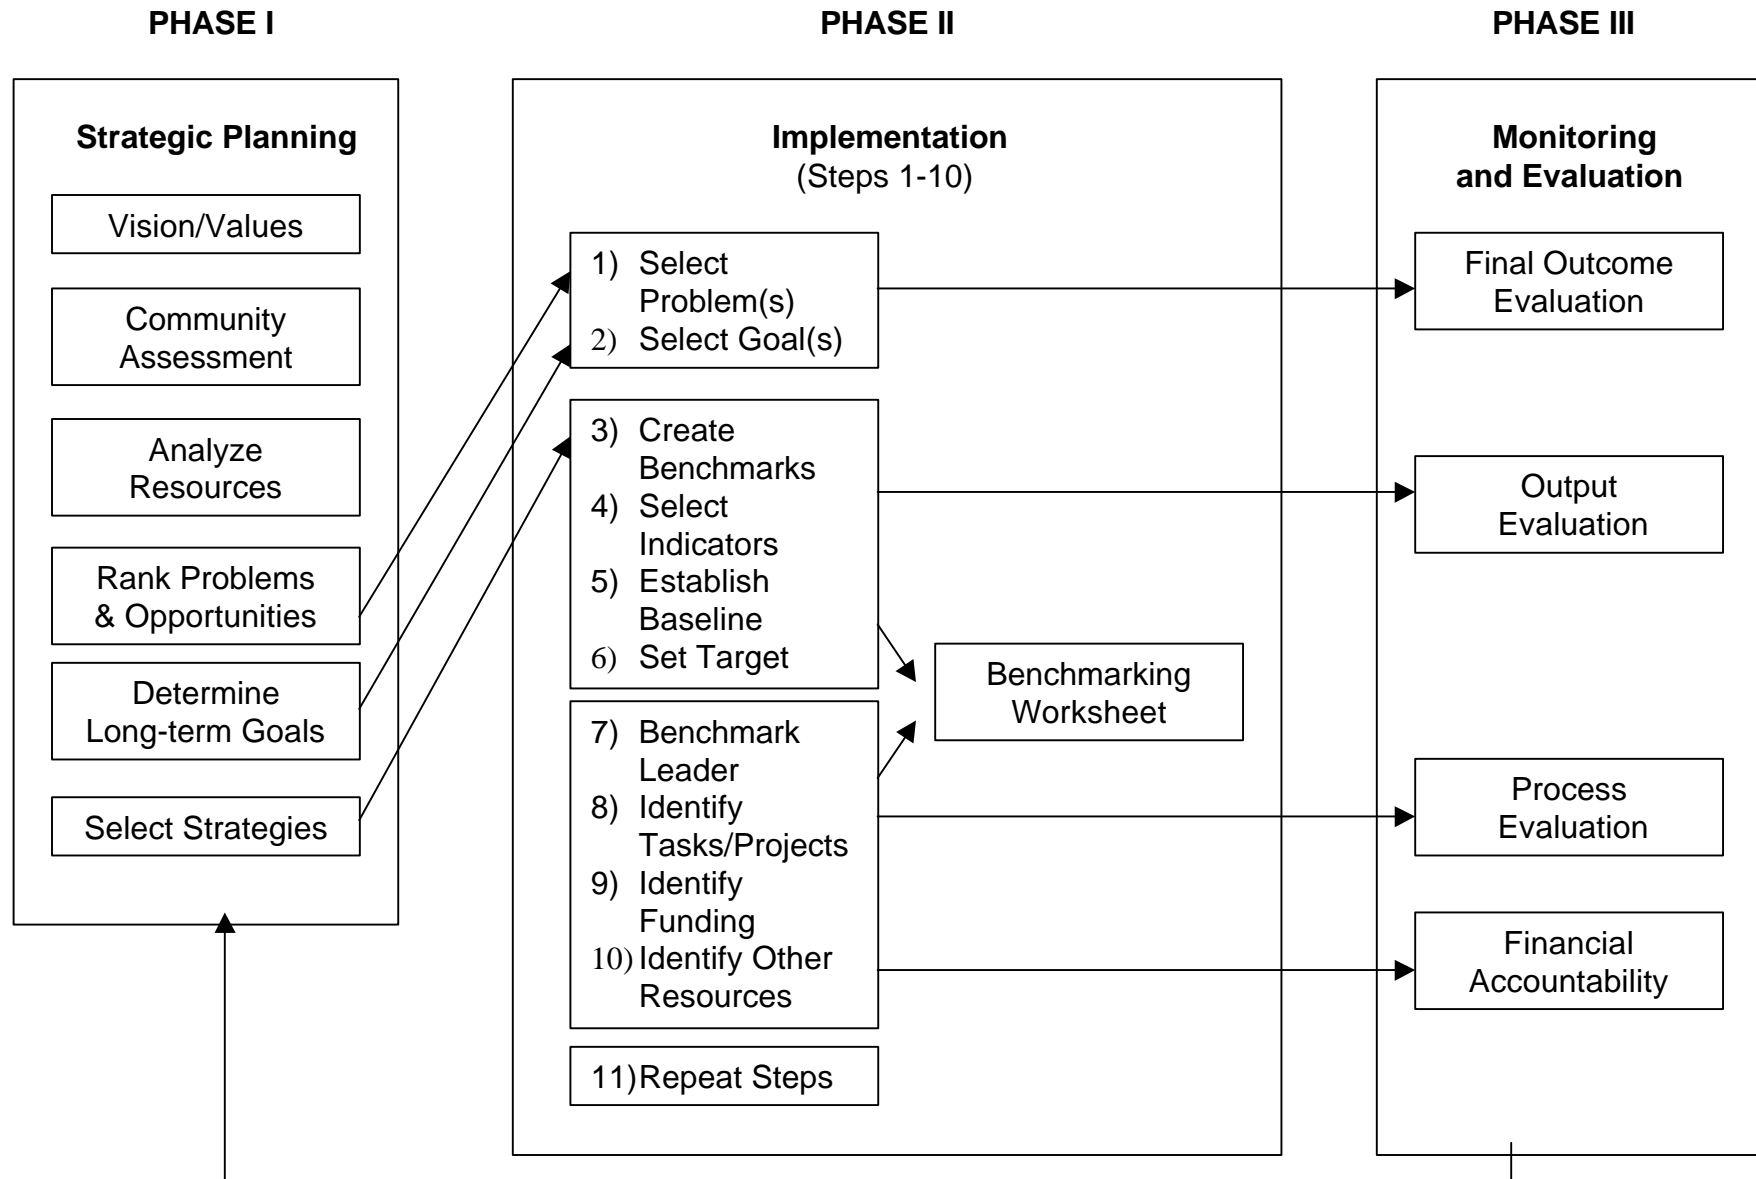 PHASE I
PHASE II
PHASE III
Strategic Planning
Vision/Values
Community
Assessment
Analyze
Resources
Rank Problems
& Opportunities
Determine
Long-term Goals
Select Strategies
Implementation
(Steps 1-10)
1) Select
Problem(s)
2) Select Goal(s)
3) Create
Benchmarks
4) Select
Indicators
5) Establish
Baseline
6) Set Target
7) Benchmark
Leader
8) Identify
Tasks/Projects
9) Identify
Funding
10) Identify Other
Resources
11) Repeat Steps
Benchmarking
Worksheet
Monitoring
and Evaluation
Final Outcome
Evaluation
Output
Evaluation
Process
Evaluation
Financial
Accountability